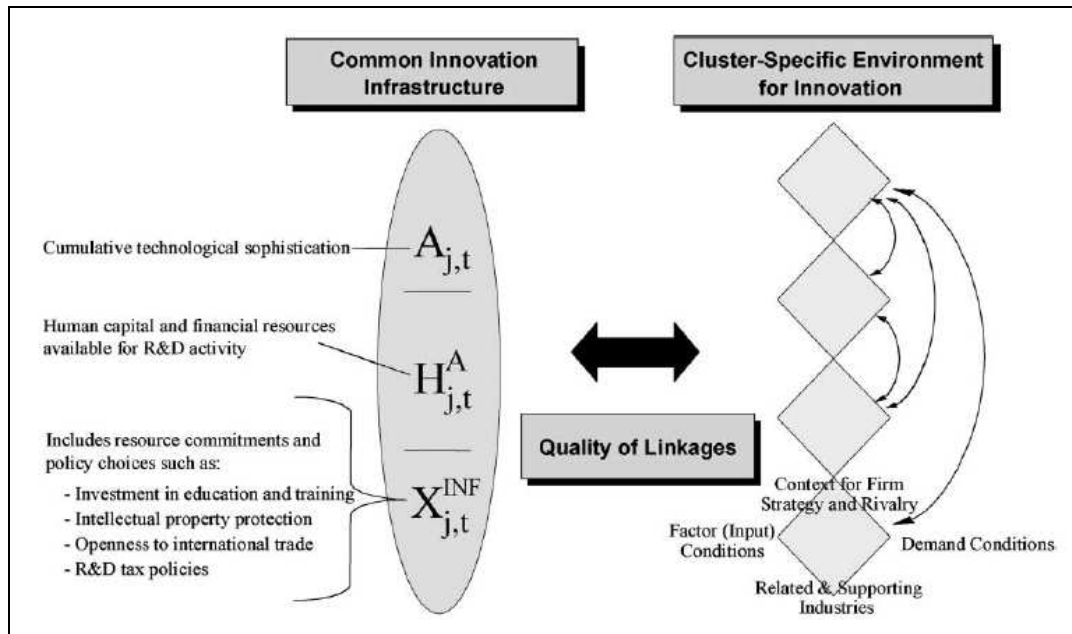 Common Innovation
Infrastructure
Cluster-Specific Environment
for Innovation
Cumulative technological sophistication
A j,t
Human capital and financial resources
available for R&D activity
H A j,t
Includes resource commitments and
policy choices such as:
- Investment in education and training
- Intellectual property protection
- Openness to international trade
- R&D tax policies
X INF j,t
Quality of Linkages
Context for Firm
Strategy and Rivalry
Factor (Input)
Conditions
Demand Conditions
Related & Supporting
Industries